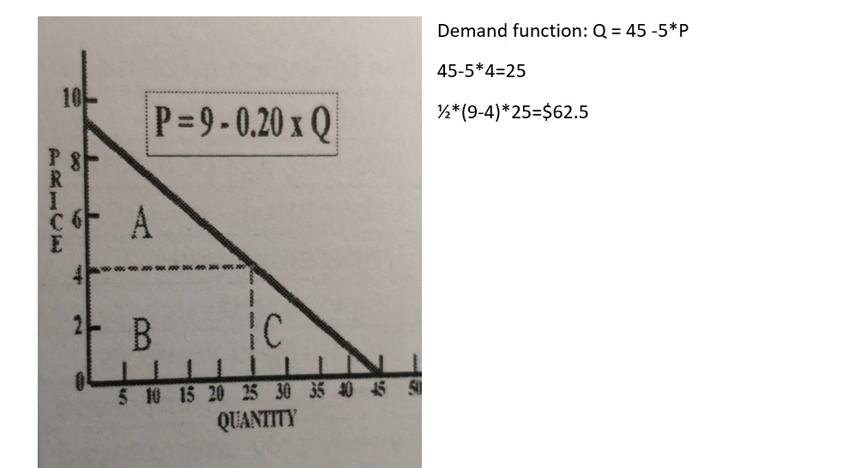 Demand function: Q = 45 -5*P
45-5*4=25
½*(9-4)*25=$62.5
10
P = 9 - 0.20 x Q
PRICE
8
6
A
4
2
B
C
0
5 10 15 20 25 30 35 40 45 50
QUANTITY